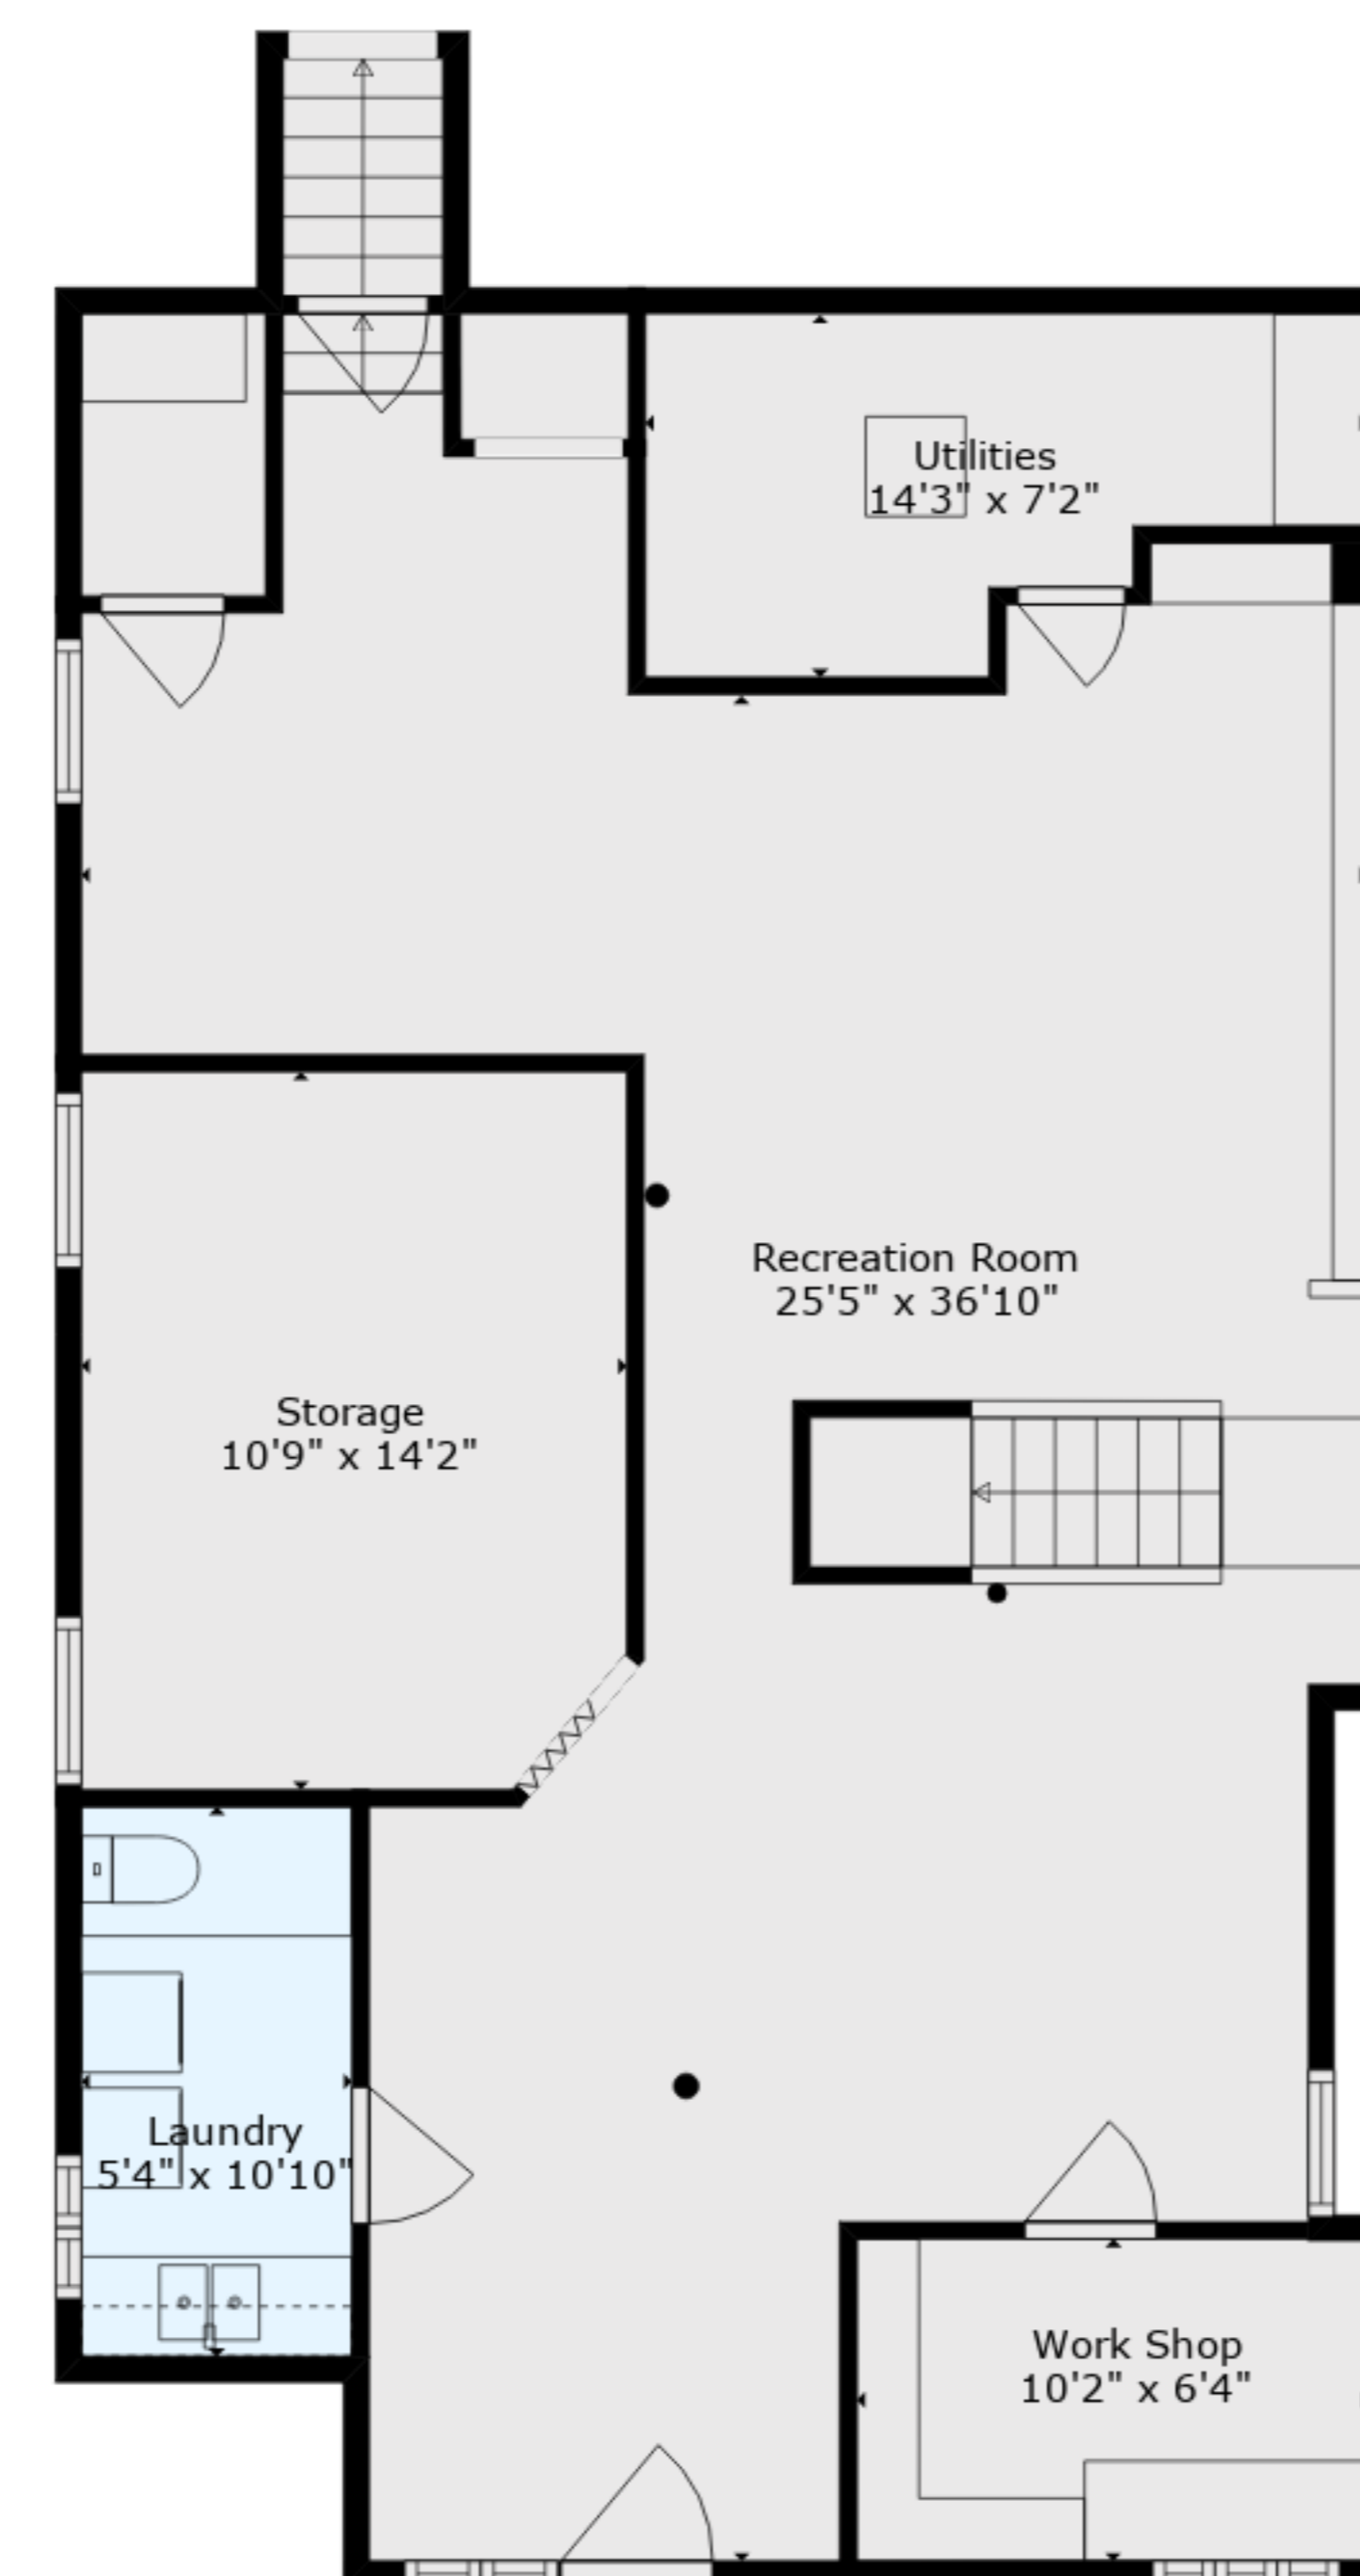 Utilities
14'3" x 7'2"
Recreation Room
25'5" x 36'10"
Storage
10'9" x 14'2"
Laundry
5'4" x 10'10"
Work Shop
10'2" x 6'4"